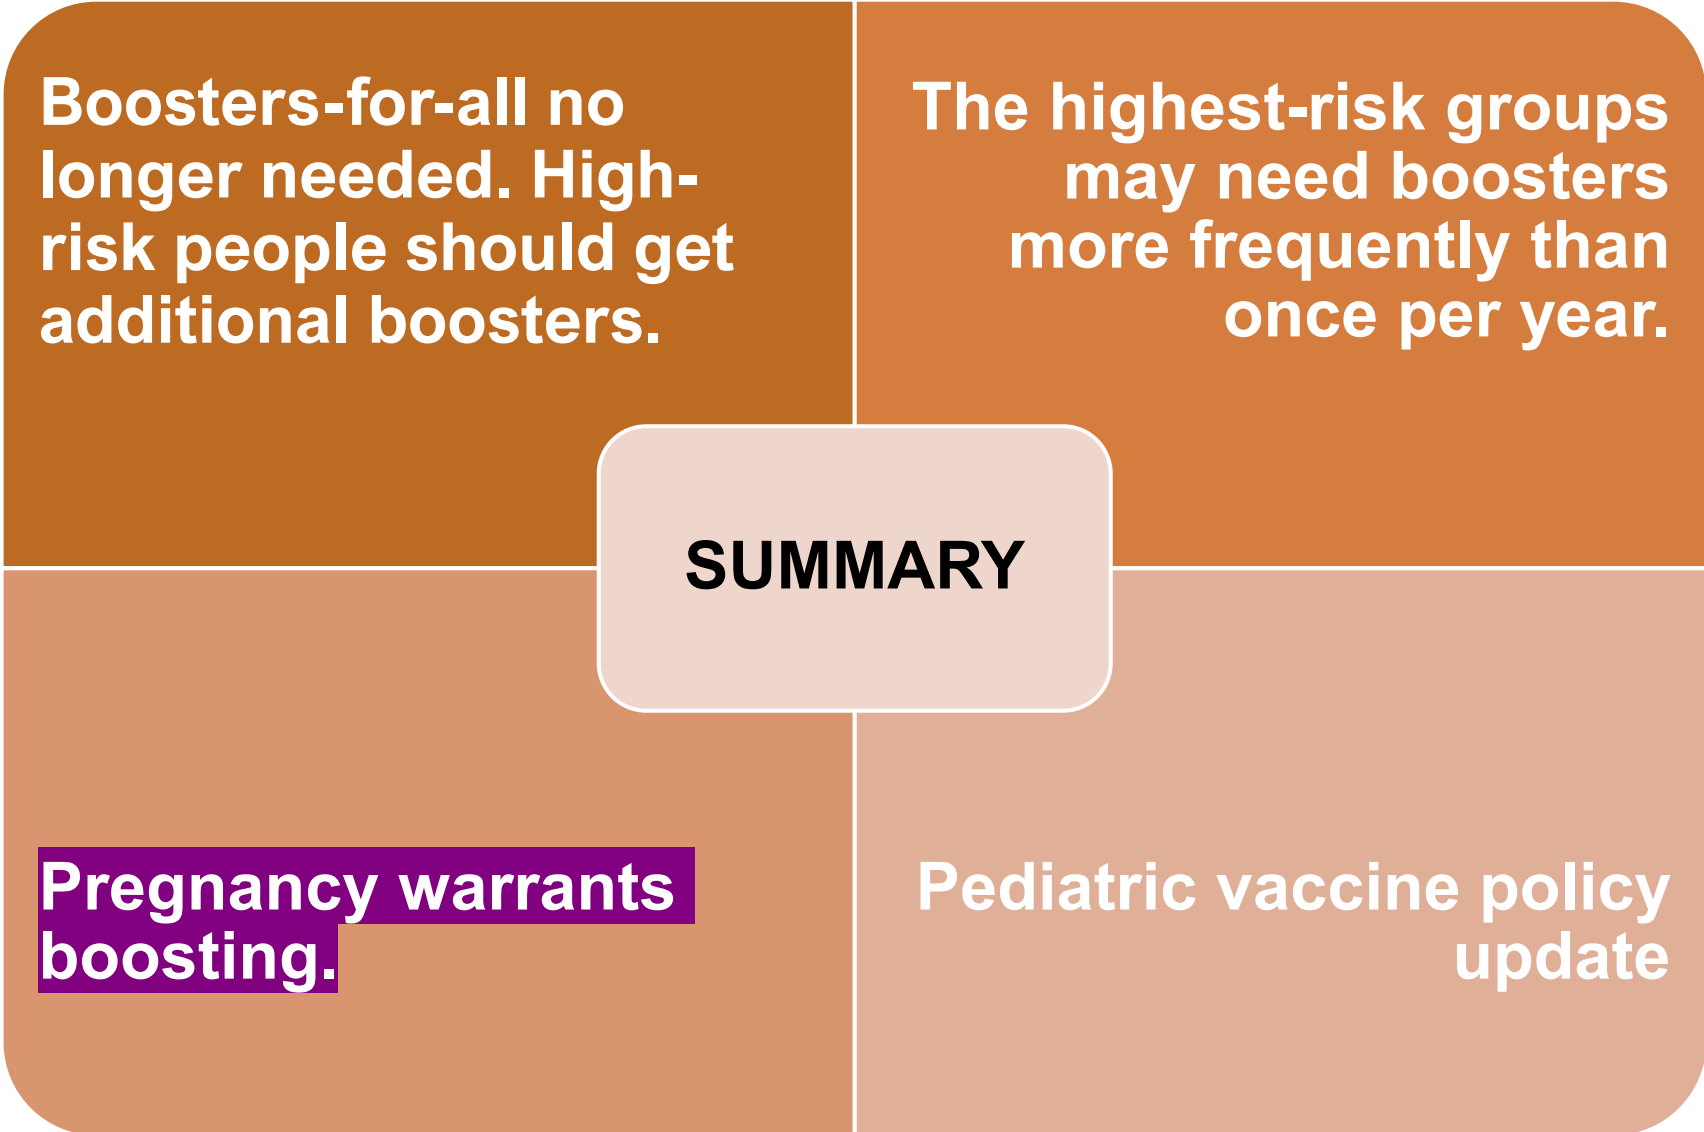 Boosters-for-all no
longer needed. High-
risk people should get
additional boosters.
The highest-risk groups
may need boosters
more frequently than
once per year.
SUMMARY
Pregnancy warrants
boosting.
Pediatric vaccine policy
update